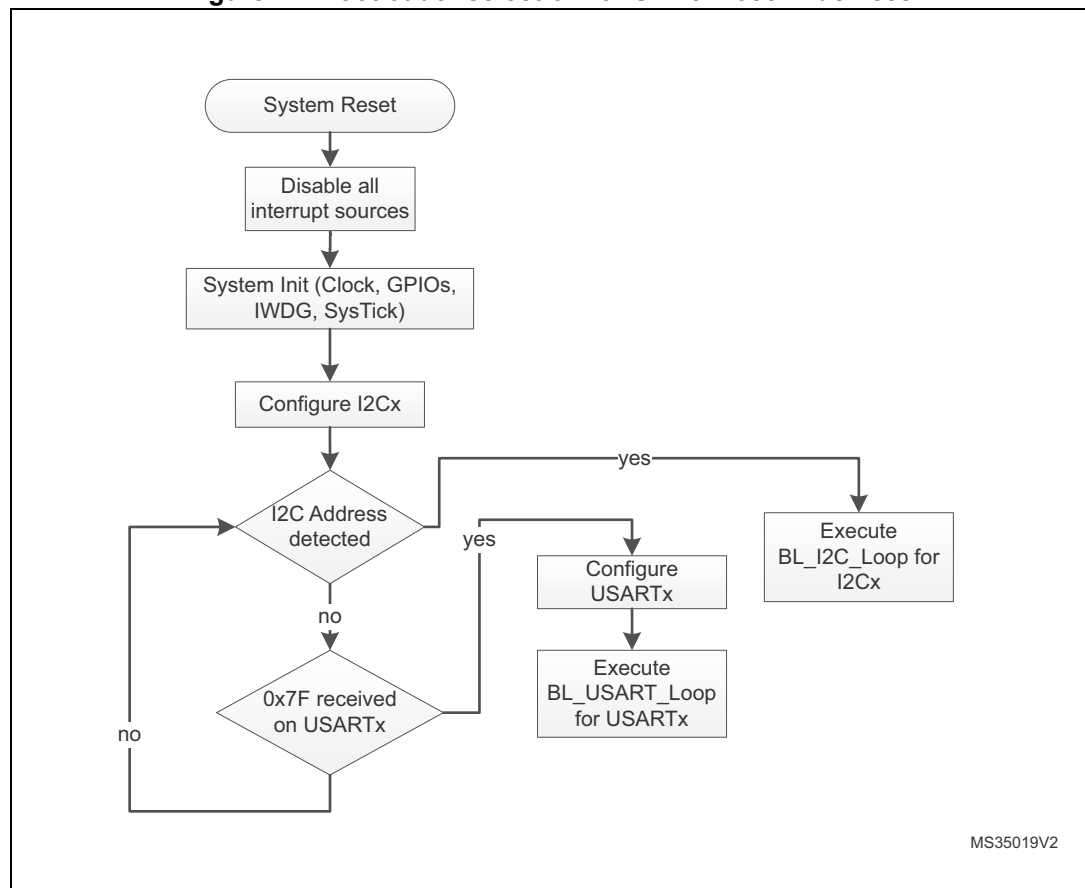 System Reset
Disable all
interrupt sources
System Init (Clock, GPIOs,
IWDG, SysTick)
Configure I2Cx
I2C Address
detected
yes
Execute
BL_I2C_Loop for
I2Cx
no
0x7F received
on USARTx
yes
Configure
USARTx
Execute
BL_USART_Loop
for USARTx
no
MS35019V2